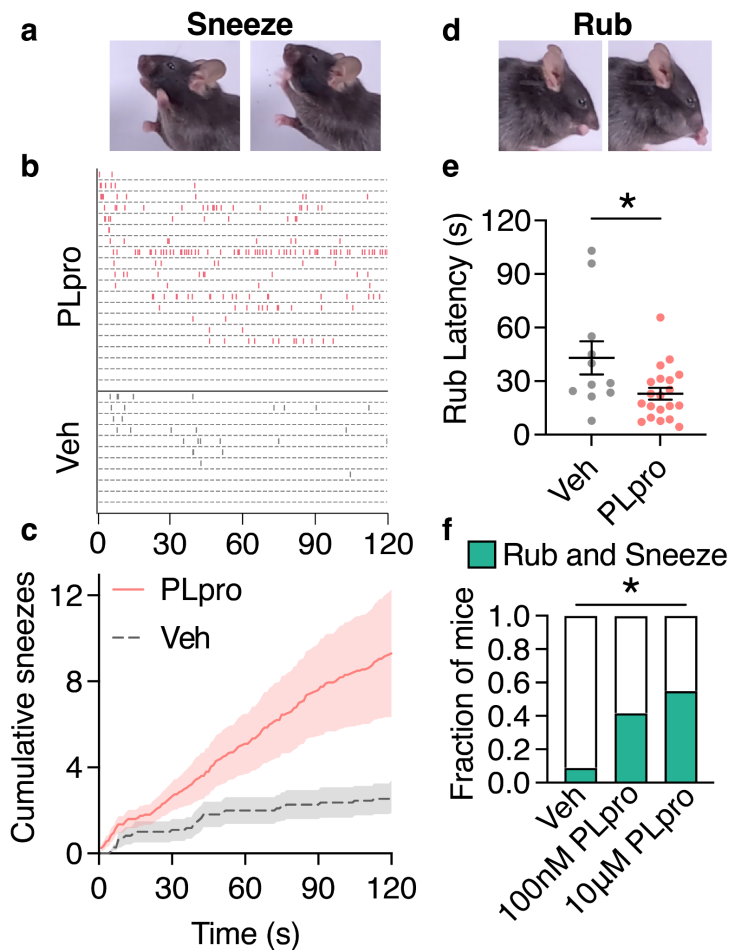 a
Sneeze
d
Rub
b
PLpro
Veh
0
30
60
90
120
e
*
Rub Latency (s)
120
90
60
30
0
Veh
PLpro
c
PLpro
Veh
Cumulative sneezes
12
8
4
0
0
30
60
90
120
Time (s)
f
Rub and Sneeze
*
Fraction of mice
1.0
0.8
0.6
0.4
0.2
0.0
Veh
100nM PLpro
10µM PLpro